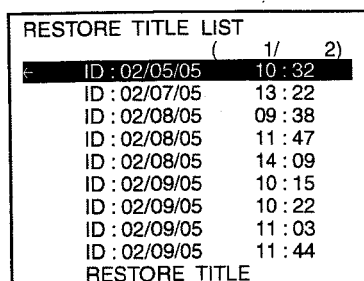 RESTORE TITLE LIST
( 1/ 2)
← ID : 02/05/05 10 : 32
ID : 02/07/05 13 : 22
ID : 02/08/05 09 : 38
ID : 02/08/05 11 : 47
ID : 02/08/05 14 : 09
ID : 02/09/05 10 : 15
ID : 02/09/05 10 : 22
ID : 02/09/05 11 : 03
ID : 02/09/05 11 : 44
RESTORE TITLE